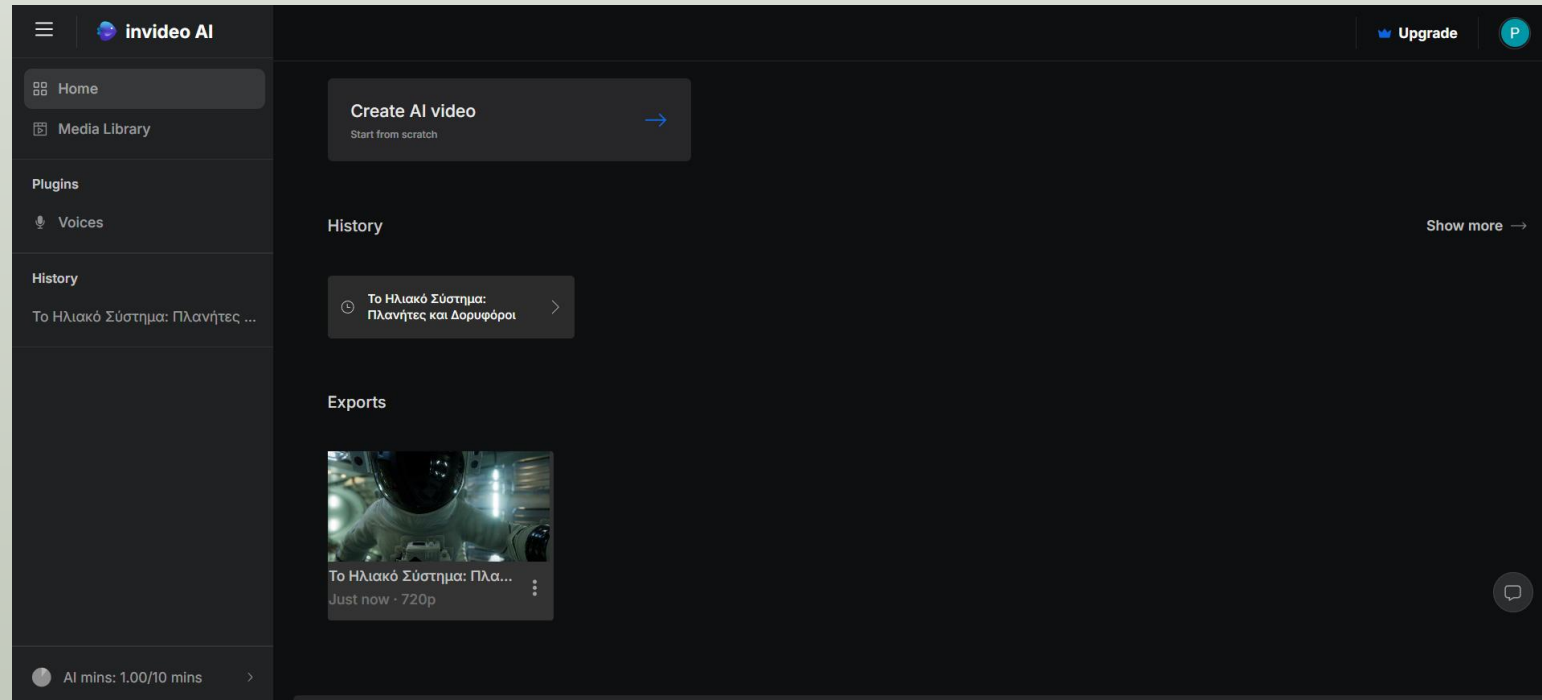 invideo AI
Upgrade
P
Home
Media Library
Plugins
Voices
History
Το Ηλιακό Σύστημα: Πλανήτες ...
AI mins: 1.00/10 mins
Create AI video
Start from scratch
History
Show more
Το Ηλιακό Σύστημα:
Πλανήτες και Δορυφόροι
Exports
Το Ηλιακό Σύστημα: Πλα...
Just now · 720p